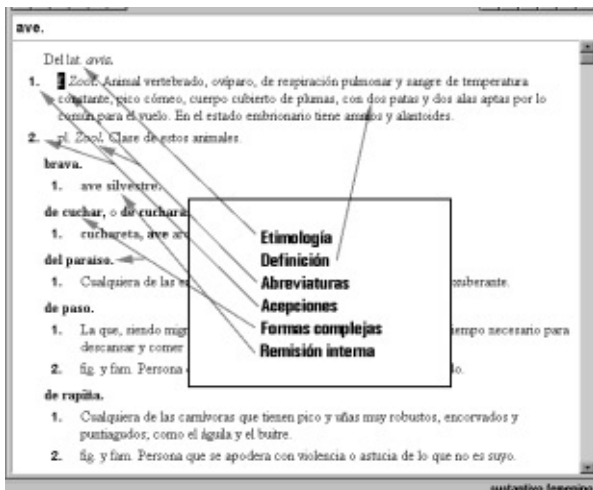 ave.
Del lat. avis.
1. f Zool. Animal vertebrado, ovíparo, de respiración pulmonar y sangre de temperatura
constante, pico córneo, cuerpo cubierto de plumas, con dos patas y dos alas aptas por lo
común para el vuelo. En el estado embrionario tiene amnios y alantoides.
2. pl. Zool. Clase de estos animales.
brava.
1. ave silvestre.
de cuchar, o de cuchara.
1. cuchareta, ave
del paraíso.
1. Cualquiera de las
de paso.
1. La que, siendo tiempo necesario para
descansar y comer
2. fig. y fam. Persona
de rapiña.
1. Cualquiera de las carnívoras que tienen pico y uñas muy robustos, encorvados y
puntiagudos, como el águila y el buitre.
2. fig. y fam. Persona que se apodera con violencia o astucia de lo que no es suyo.
Etimología
Definición
Abreviaturas
Acepciones
Formas complejas
Remisión interna
sustantivo femenino